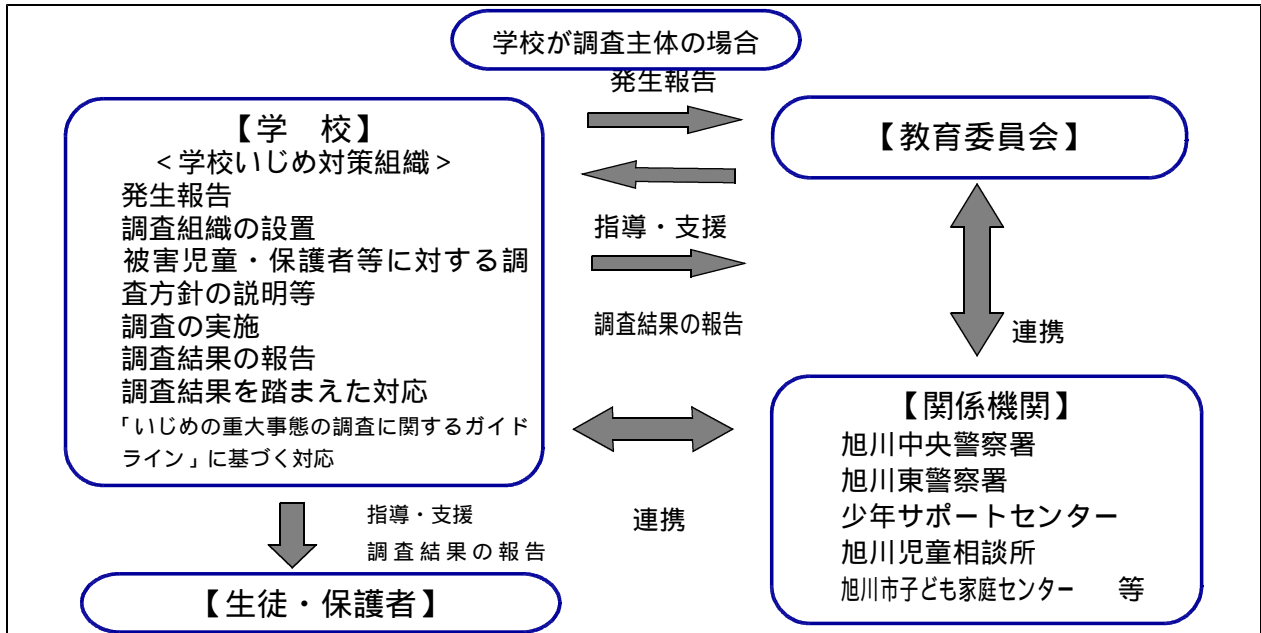 学校が調査主体の場合
発生報告
【学　校】
＜学校いじめ対策組織＞
発生報告
調査組織の設置
被害児童・保護者等に対する調
査方針の説明等
調査の実施
調査結果の報告
調査結果を踏まえた対応
「いじめの重大事態の調査に関するガイド
ライン」に基づく対応
【教育委員会】
指導・支援
調査結果の報告
連携
【関係機関】
旭川中央警察署
旭川東警察署
少年サポートセンター
旭川児童相談所
旭川市子ども家庭センター　等
連携
指導・支援
調査結果の報告
【生徒・保護者】